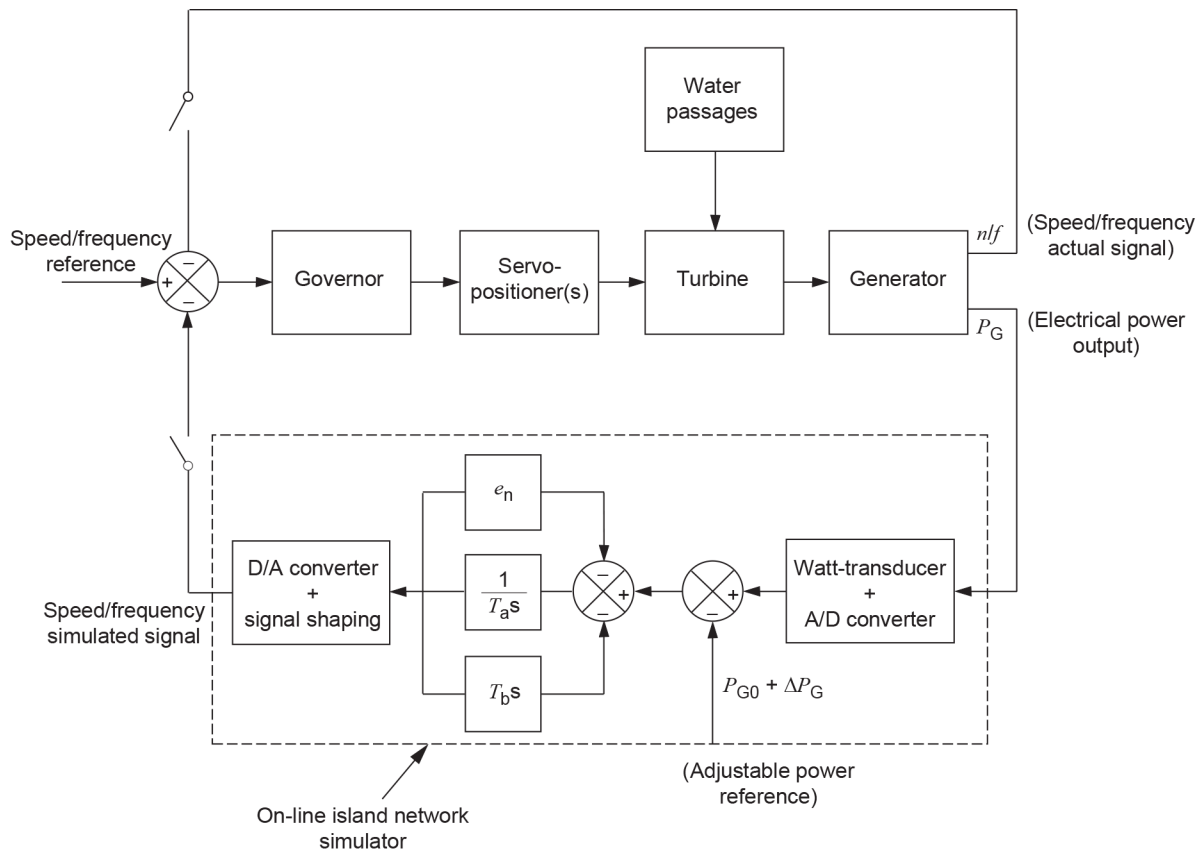 Water
passages
Speed/frequency
reference
n/f
(Speed/frequency
actual signal)
−
+
−
Governor
Servo-
positioner(s)
Turbine
Generator
P_G
(Electrical power
output)
e_n
D/A converter
+
signal shaping
1
T_a s
−
+
−
+
−
Watt-transducer
+
A/D converter
Speed/frequency
simulated signal
T_b s
P_G0 + ΔP_G
(Adjustable power
reference)
On-line island network
simulator